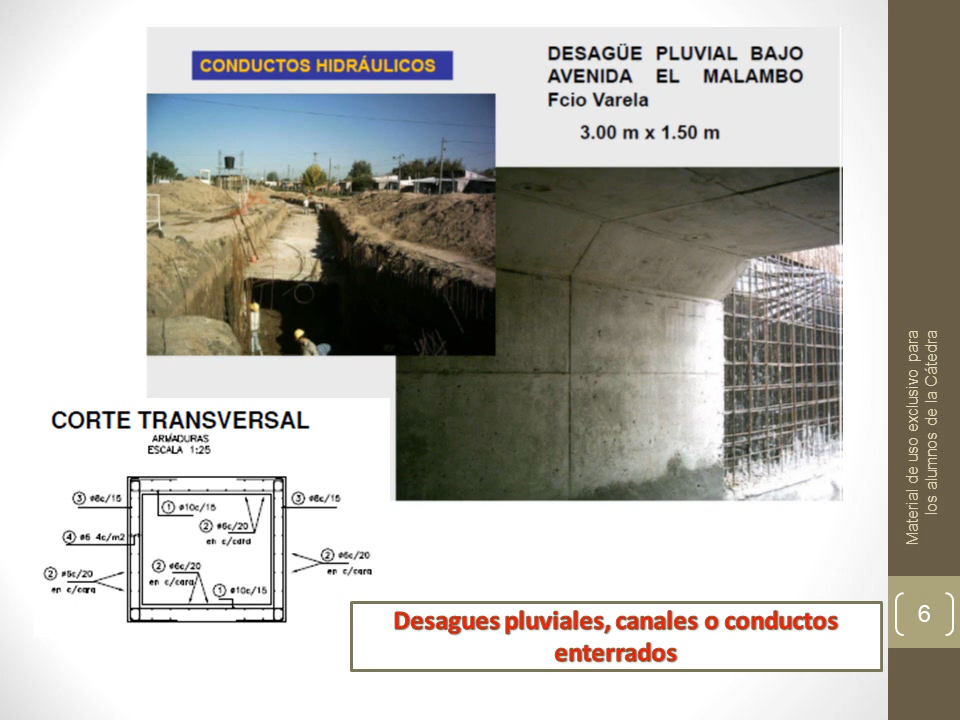 CONDUCTOS HIDRÁULICOS
DESAGÜE PLUVIAL BAJO
AVENIDA EL MALAMBO
Fcio Varela
3.00 m x 1.50 m
CORTE TRANSVERSAL
ARMADURAS
ESCALA 1:25
3 ø8c/15
3 ø8c/15
1 ø10c/15
2 ø6c/20
en c/cara
4 ø6 4c/m2
2 ø6c/20
en c/cara
2 ø6c/20
en c/cara
2 ø6c/20
en c/cara
1 ø10c/15
Desagues pluviales, canales o conductos
enterrados
Material de uso exclusivo para
los alumnos de la Cátedra
6